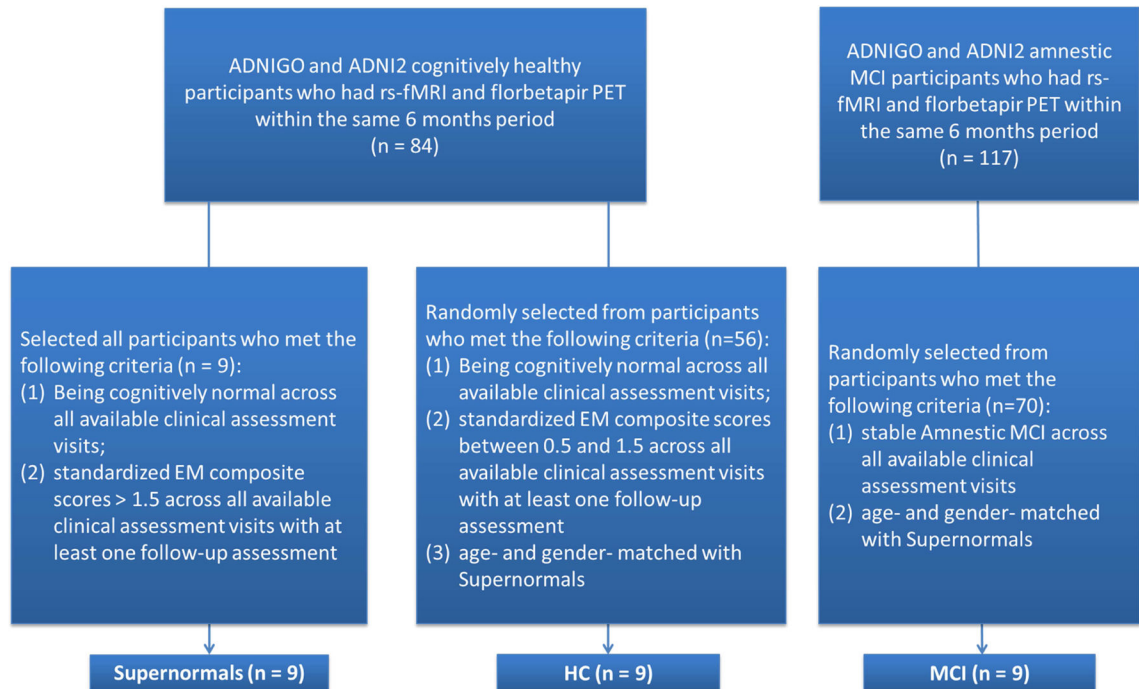 ADNIGO and ADNI2 cognitively healthy
participants who had rs-fMRI and florbetapir PET
within the same 6 months period
(n = 84)
ADNIGO and ADNI2 amnestic
MCI participants who had rs-
fMRI and florbetapir PET within
the same 6 months period
(n = 117)
Selected all participants who met the
following criteria (n = 9):
(1) Being cognitively normal across
all available clinical assessment
visits;
(2) standardized EM composite
scores > 1.5 across all available
clinical assessment visits with at
least one follow-up assessment
Randomly selected from participants
who met the following criteria (n=56):
(1) Being cognitively normal across all
available clinical assessment visits;
(2) standardized EM composite scores
between 0.5 and 1.5 across all
available clinical assessment visits
with at least one follow-up
assessment
(3) age- and gender- matched with
Supernormals
Randomly selected from
participants who met the
following criteria (n=70):
(1) stable Amnestic MCI across
all available clinical
assessment visits
(2) age- and gender- matched
with Supernormals
Supernormals (n = 9)
HC (n = 9)
MCI (n = 9)